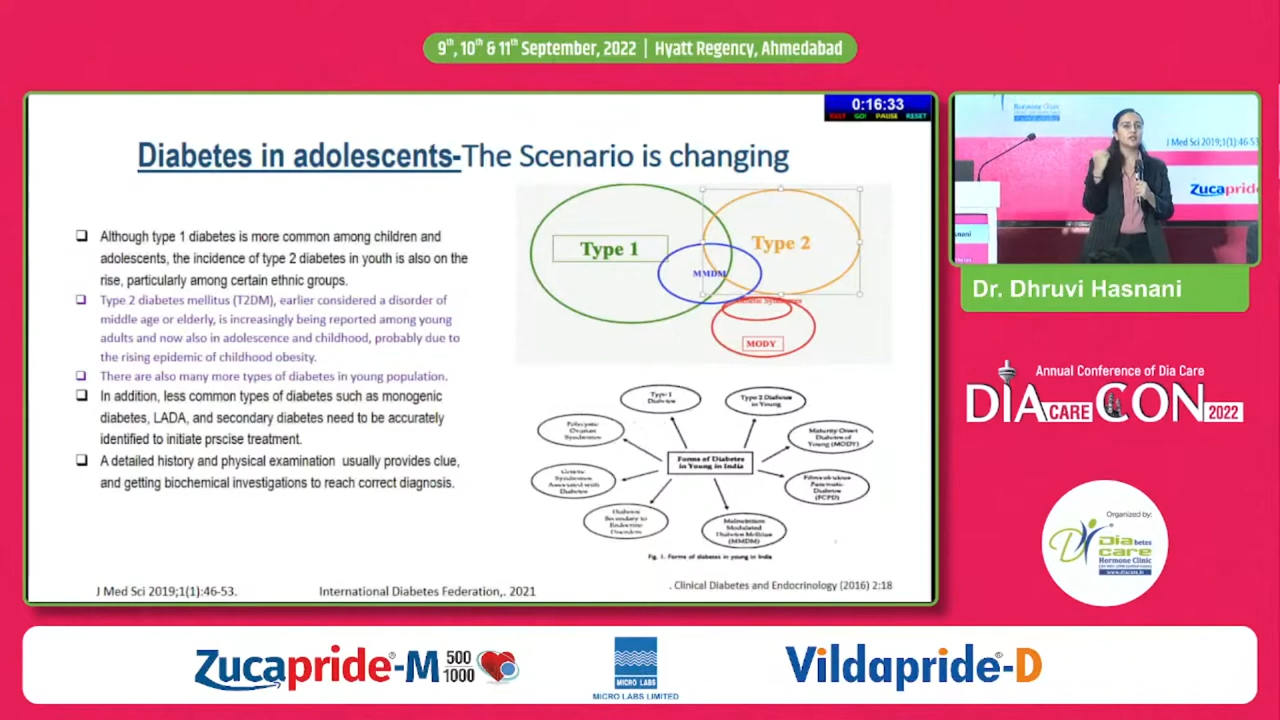 9th, 10th & 11th September, 2022 | Hyatt Regency, Ahmedabad
0:16:33
GO! PAUSE RESET
Diabetes in adolescents-The Scenario is changing
❑ Although type 1 diabetes is more common among children and
adolescents, the incidence of type 2 diabetes in youth is also on the
rise, particularly among certain ethnic groups.
❑ Type 2 diabetes mellitus (T2DM), earlier considered a disorder of
middle age or elderly, is increasingly being reported among young
adults and now also in adolescence and childhood, probably due to
the rising epidemic of childhood obesity.
❑ There are also many more types of diabetes in young population.
❑ In addition, less common types of diabetes such as monogenic
diabetes, LADA, and secondary diabetes need to be accurately
identified to initiate prscise treatment.
❑ A detailed history and physical examination usually provides clue,
and getting biochemical investigations to reach correct diagnosis.
Type 1
Type 2
MMDM
MODY
Type 1
Diabetes
Type 2 Diabetes
in Young
Polycystic
Ovarian
Syndrome
Maturity Onset
Diabetes of
Young (MODY)
Forms of Diabetes
in Young in India
Genetic
Syndromes
Associated with
Diabetes
Pancreatic
Diabetes
(FCPD)
Diabetes
Secondary to
Endocrine
Disorders
Malnutrition
Modulated
Diabetes Mellitus
(MMDM)
Fig. 1. Forms of diabetes in young in India
J Med Sci 2019;1(1):46-53.
International Diabetes Federation,. 2021
. Clinical Diabetes and Endocrinology (2016) 2:18
Hormone Clinic
J Med Sci 2019;1(1):46-53
Zucapride
snani
Dr. Dhruvi Hasnani
Annual Conference of Dia Care
DIA CARE CON 2022
Organized by:
Diabetes
care
Hormone Clinic
www.diacare.in
Zucapride®-M 500
1000
MICRO LABS
MICRO LABS LIMITED
Vildapride®-D